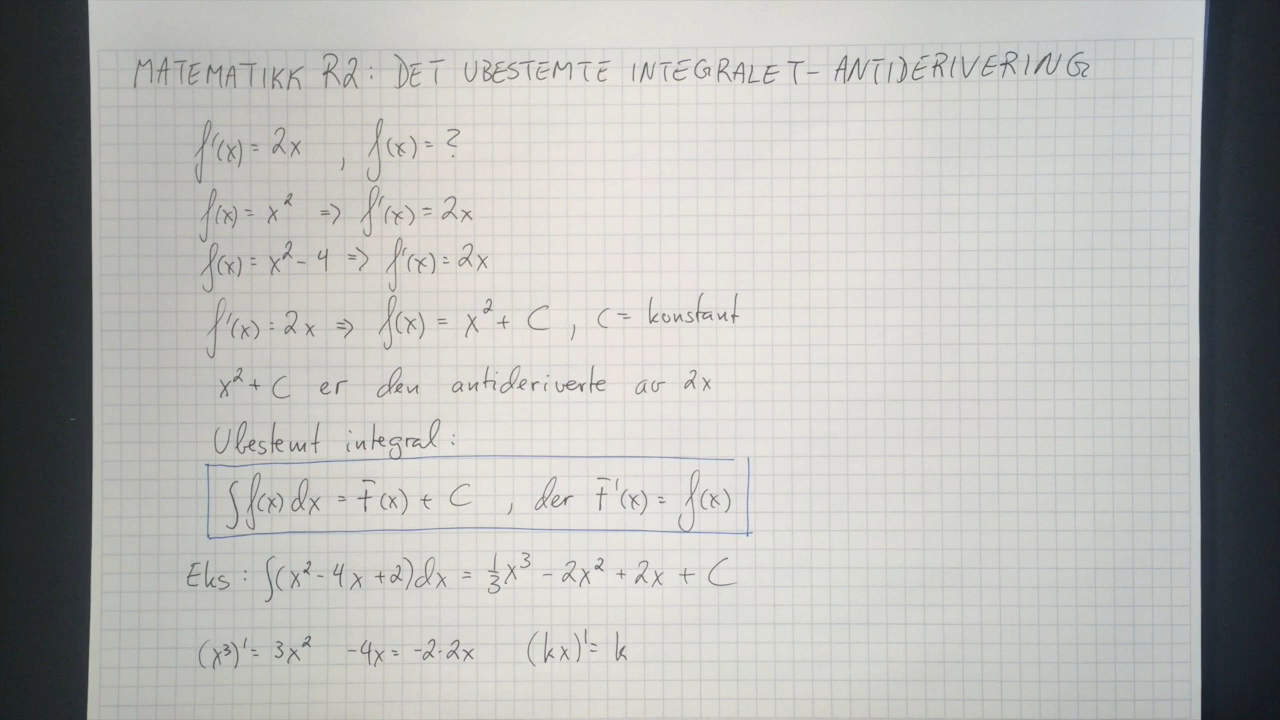 MATEMATIKK R2: DET UBESTEMTE INTEGRALET - ANTIDERIVERING
f'(x) = 2x , f(x) = ?
f(x) = x² => f'(x) = 2x
f(x) = x² - 4 => f'(x) = 2x
f'(x) = 2x => f(x) = x² + C , C = konstant
x² + C er den antideriverte av 2x
Ubestemt integral:
∫f(x)dx = F(x) + C , der F'(x) = f(x)
Eks: ∫(x² - 4x + 2)dx = ⅓x³ - 2x² + 2x + C
(x³)' = 3x² -4x = -2·2x (kx)' = k